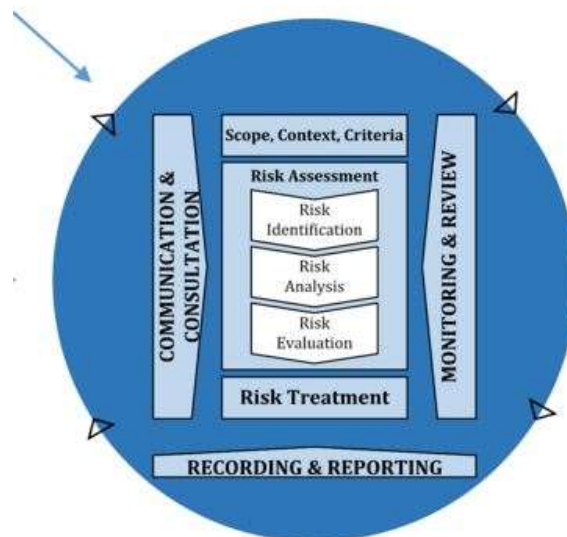 Scope, Context, Criteria
Risk Assessment
Risk
Identification
Risk
Analysis
Risk
Evaluation
Risk Treatment
COMMUNICATION &
CONSULTATION
MONITORING & REVIEW
RECORDING & REPORTING